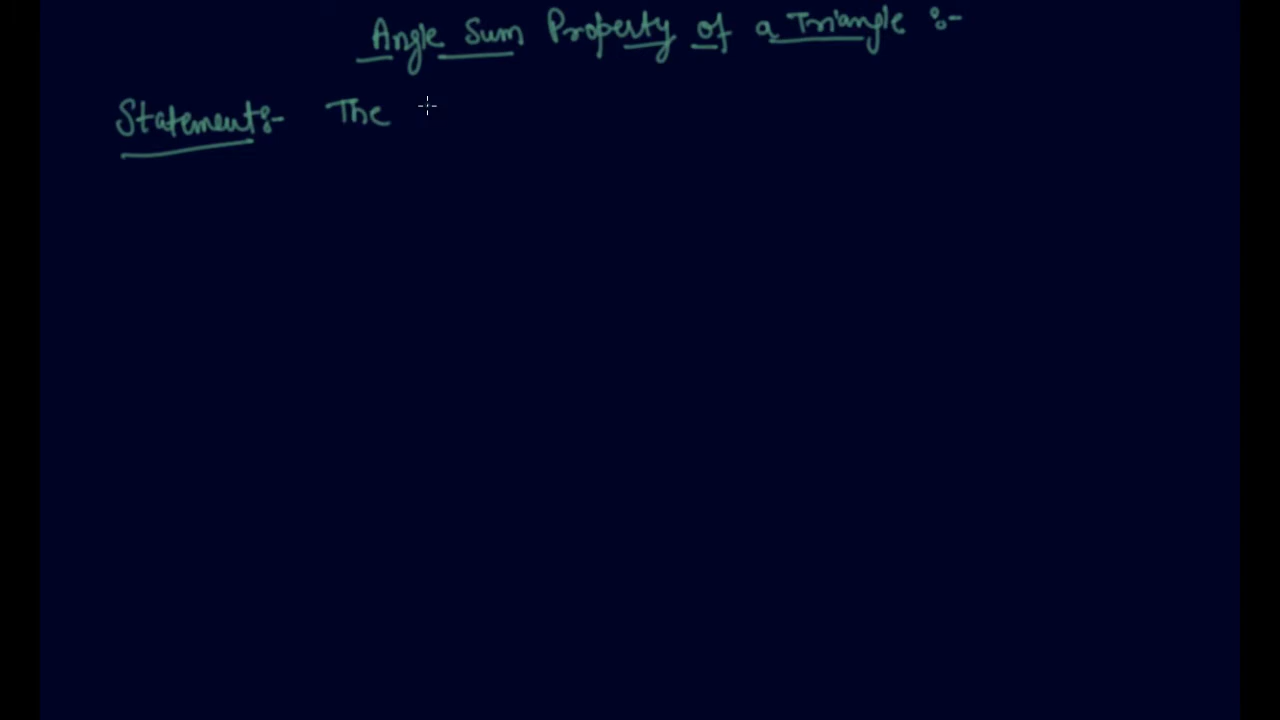 Angle Sum Property of a Triangle :-
Statement:- The